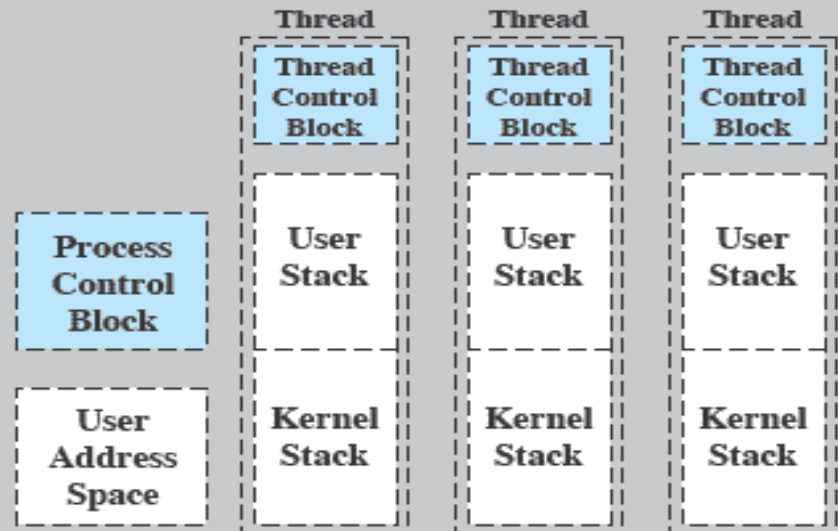 Thread
Thread
Thread
Thread
Control
Block
Thread
Control
Block
Thread
Control
Block
Process
Control
Block
User
Stack
User
Stack
User
Stack
User
Address
Space
Kernel
Stack
Kernel
Stack
Kernel
Stack